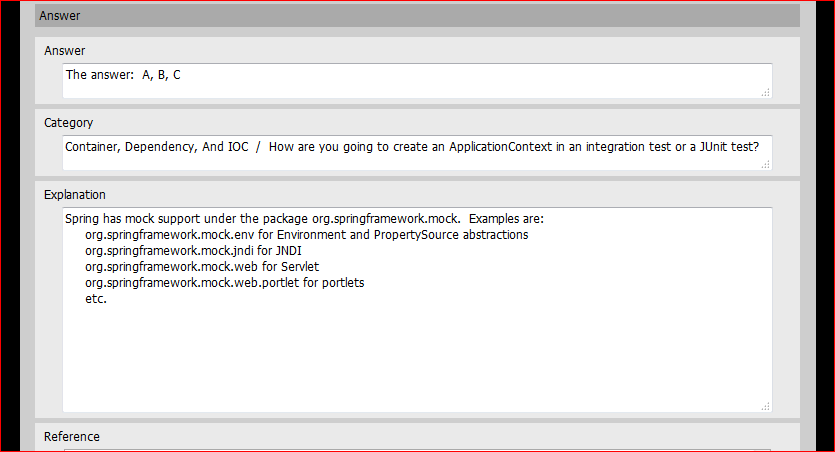 Answer
Answer
The answer:  A, B, C
Category
Container, Dependency, And IOC  /  How are you going to create an ApplicationContext in an integration test or a JUnit test?
Explanation
Spring has mock support under the package org.springframework.mock.  Examples are:
org.springframework.mock.env for Environment and PropertySource abstractions
org.springframework.mock.jndi for JNDI
org.springframework.mock.web for Servlet
org.springframework.mock.web.portlet for portlets
etc.
Reference